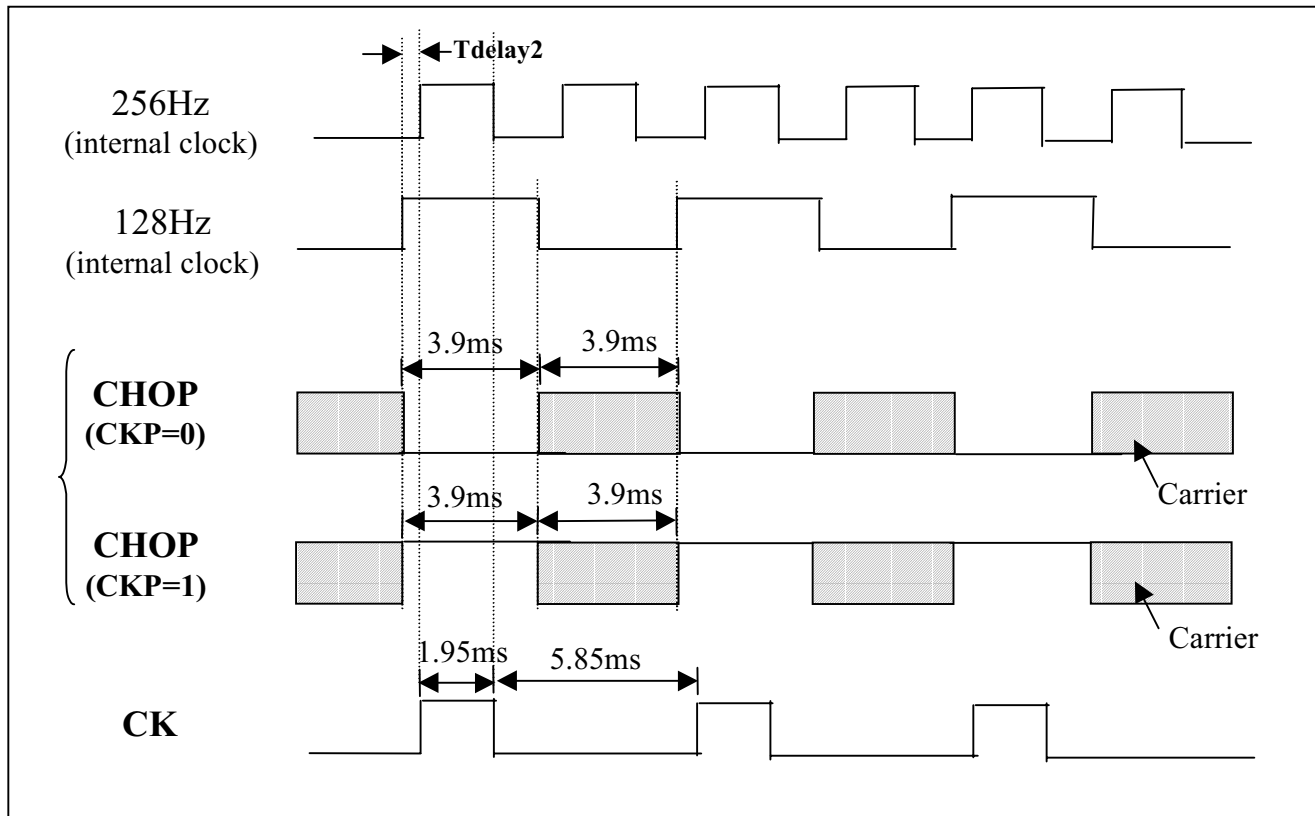 Tdelay2
256Hz
(internal clock)
128Hz
(internal clock)
3.9ms 3.9ms
CHOP
(CKP=0)
Carrier
3.9ms 3.9ms
CHOP
(CKP=1)
Carrier
1.95ms 5.85ms
CK